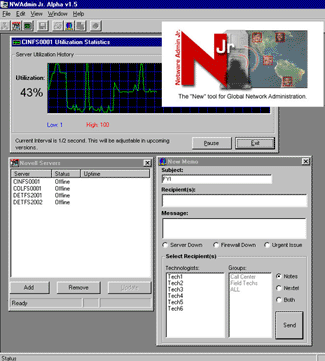 NWAdmin Jr. Alpha v1.5
File Edit View Window Help
CINFS0001 Utilization Statistics
Server Utilization History
Utilization:
43%
Low: 1 High: 100
Current Interval is 1/2 second. This will be adjustable in upcoming
versions.
Pause Exit
Netware Admin Jr.
N Jr
The "New" tool for Global Network Administration.
Novell Servers
Server Status Uptime
CINFS0001 Offline
COLFS0001 Offline
DETFS2001 Offline
DETFS2002 Offline
Add Remove Update
Ready
New Memo
Subject:
FYI
Recipient(s):
Message:
Server Down Firewall Down Urgent Issue
Select Recipient(s)
Technologists: Groups:
Tech1
Tech2
Tech3
Tech4
Tech5
Tech6
Call Center
Field Techs
ALL
Notes
Nextel
Both
Send
Status